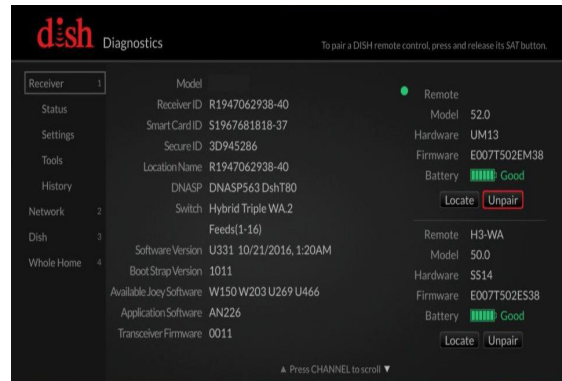 dish Diagnostics
To pair a DISH remote control, press and release its SAT button.
Receiver 1
Status
Settings
Tools
History
Network 2
Dish 3
Whole Home 4
Model
Receiver ID R1947062938-40
Smart Card ID S1967681818-37
Secure ID 3D945286
Location Name R1947062938-40
DNASP DNASP563 DshT80
Switch Hybrid Triple WA.2
Feeds(1-16)
Software Version U331 10/21/2016, 1:20AM
Boot Strap Version 1011
Available Joey Software W150 W203 U269 U466
Application Software AN226
Transceiver Firmware 0011
Remote
Model 52.0
Hardware UM13
Firmware E007T502EM38
Battery Good
Locate Unpair
Remote H3-WA
Model 50.0
Hardware SS14
Firmware E007T502ES38
Battery Good
Locate Unpair
▲ Press CHANNEL to scroll ▼